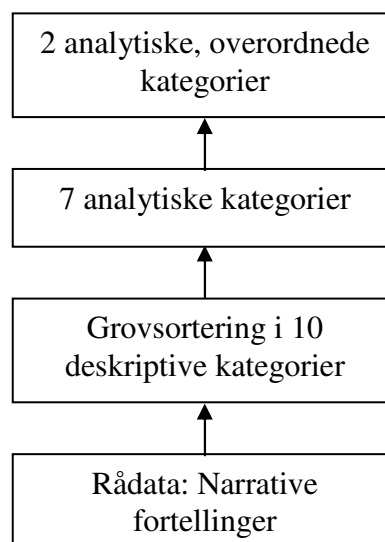 2 analytiske, overordnede
kategorier
7 analytiske kategorier
Grovsortering i 10
deskriptive kategorier
Rådata: Narrative
fortellinger